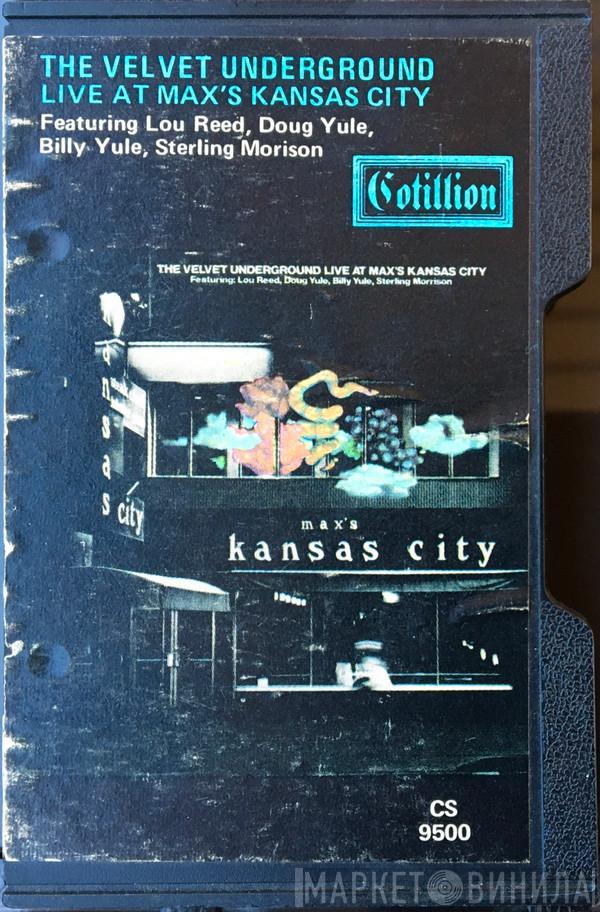 THE VELVET UNDERGROUND
LIVE AT MAX'S KANSAS CITY
Featuring Lou Reed, Doug Yule,
Billy Yule, Sterling Morison
Cotillion
THE VELVET UNDERGROUND LIVE AT MAX'S KANSAS CITY
Featuring: Lou Reed, Doug Yule, Billy Yule, Sterling Morrison
kansas
city
max's
kansas city
CS
9500
МАРКЕТ ВИНИЛА